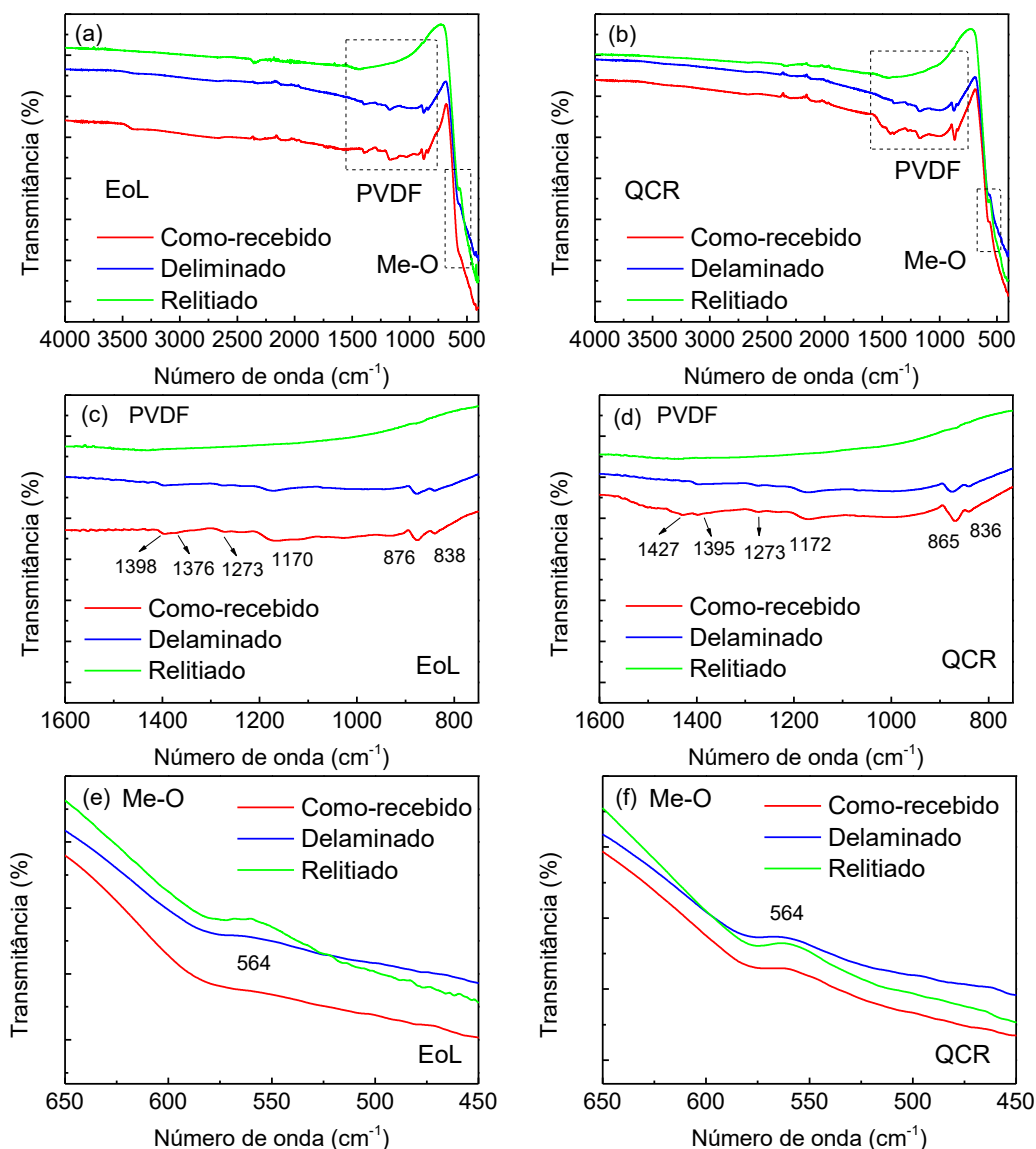 (a)
Transmitância (%)
EoL
PVDF
Me-O
Como-recebido
Deliminado
Relitiado
4000 3500 3000 2500 2000 1500 1000 500
Número de onda (cm-1)
(b)
Transmitância (%)
QCR
PVDF
Me-O
Como-recebido
Delaminado
Relitiado
4000 3500 3000 2500 2000 1500 1000 500
Número de onda (cm-1)
(c) PVDF
Transmitância (%)
1398 1376 1273 1170 876 838
Como-recebido
Delaminado
Relitiado
EoL
1600 1400 1200 1000 800
Número de onda (cm-1)
(d) PVDF
Transmitância (%)
1427 1395 1273 1172 865 836
Como-recebido
Delaminado
Relitiado
QCR
1600 1400 1200 1000 800
Número de onda (cm-1)
(e) Me-O
Transmitância (%)
Como-recebido
Delaminado
Relitiado
564
EoL
650 600 550 500 450
Número de onda (cm-1)
(f) Me-O
Transmitância (%)
Como-recebido
Delaminado
Relitiado
564
QCR
650 600 550 500 450
Número de onda (cm-1)